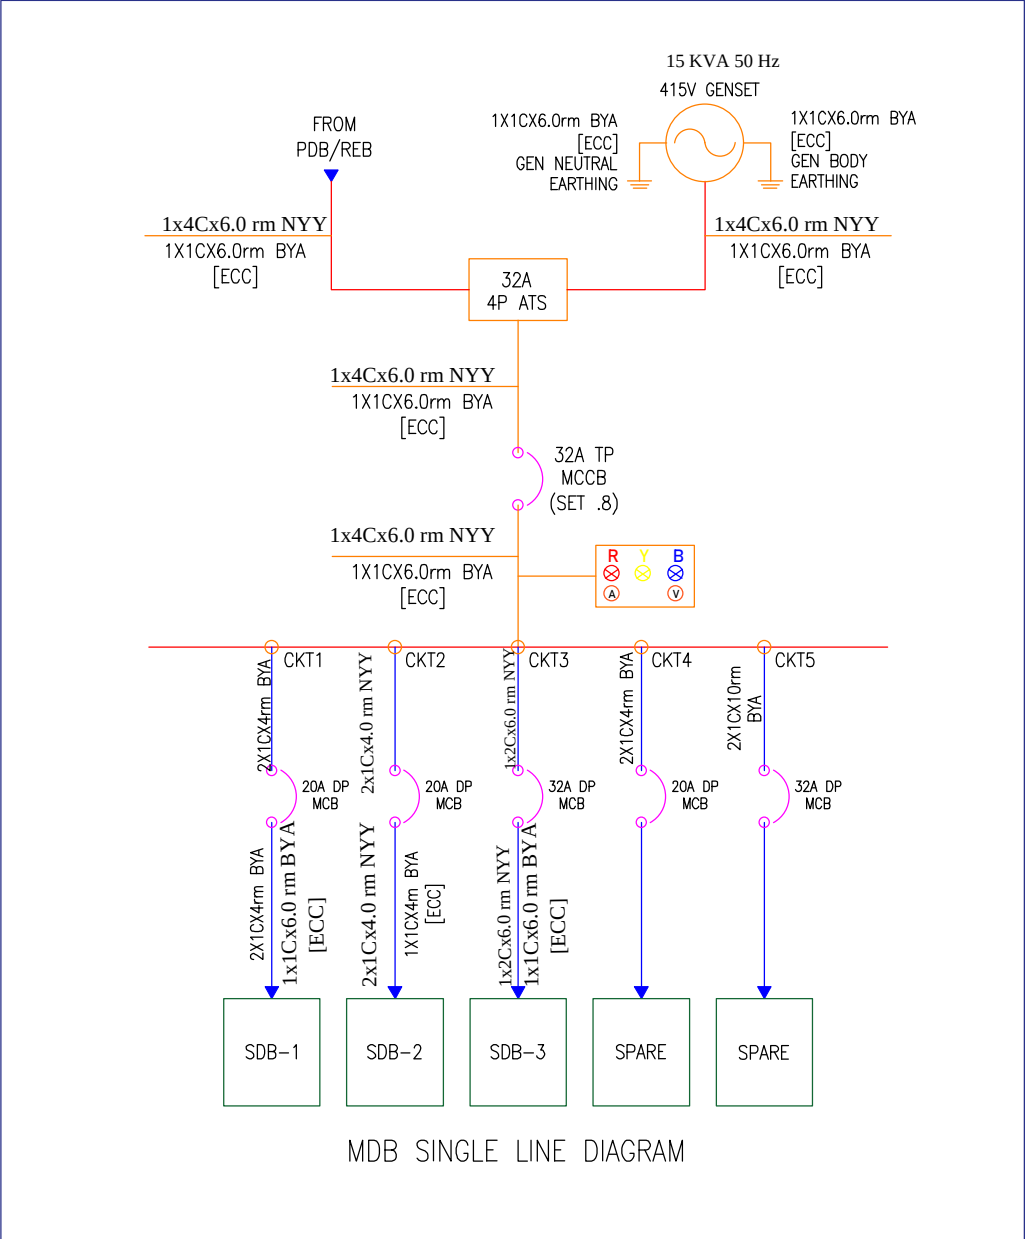 15 KVA 50 Hz
415V GENSET
FROM
PDB/REB
1X1CX6.0rm BYA
[ECC]
GEN NEUTRAL
EARTHING
1X1CX6.0rm BYA
[ECC]
GEN BODY
EARTHING
1x4Cx6.0 rm NYY
1X1CX6.0rm BYA
[ECC]
1x4Cx6.0 rm NYY
1X1CX6.0rm BYA
[ECC]
32A
4P ATS
1x4Cx6.0 rm NYY
1X1CX6.0rm BYA
[ECC]
32A TP
MCCB
(SET .8)
1x4Cx6.0 rm NYY
1X1CX6.0rm BYA
[ECC]
R Y B
A V
CKT1
CKT2
CKT3
CKT4
CKT5
2X1CX4rm BYA
2x1Cx4.0 rm NYY
1x2Cx6.0 rm NYY
2X1CX4rm BYA
2X1CX10rm
BYA
20A DP
MCB
20A DP
MCB
32A DP
MCB
20A DP
MCB
32A DP
MCB
2X1CX4rm BYA
1x1Cx6.0 rm BYA
[ECC]
2x1Cx4.0 rm NYY
1X1CX4m BYA
[ECC]
1x2Cx6.0 rm NYY
1x1Cx6.0 rm BYA
[ECC]
SDB-1
SDB-2
SDB-3
SPARE
SPARE
MDB SINGLE LINE DIAGRAM